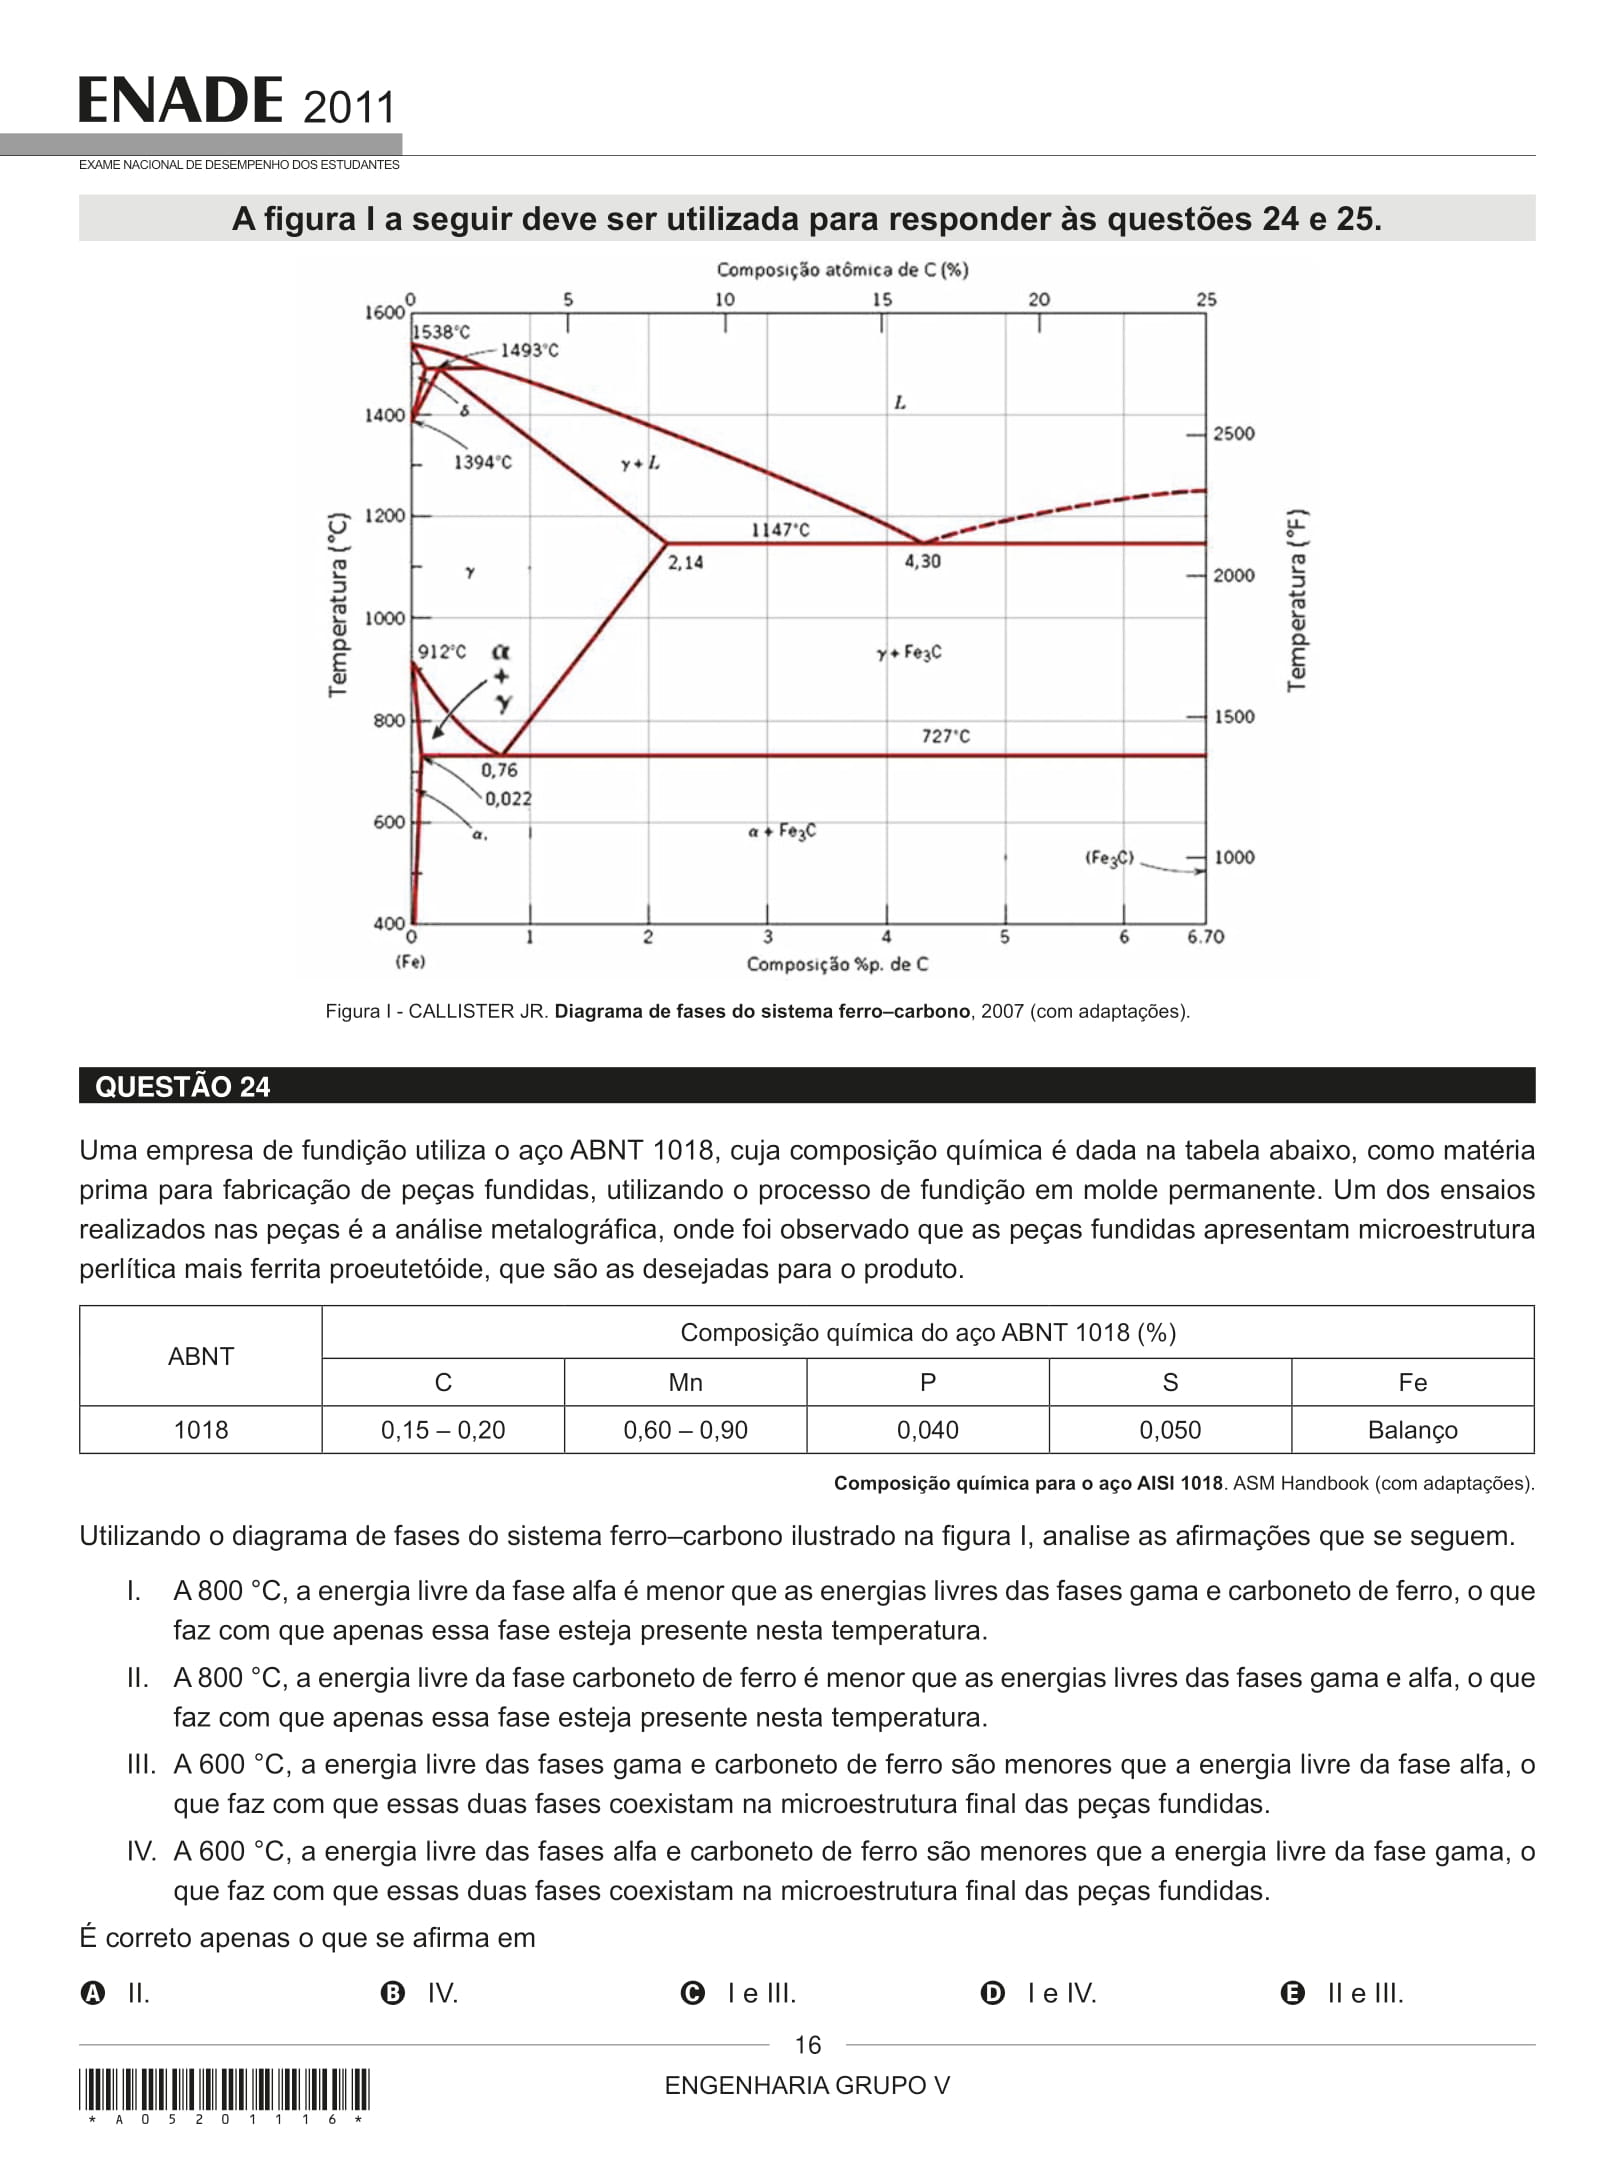 ENADE 2011
EXAME NACIONAL DE DESEMPENHO DOS ESTUDANTES
A figura I a seguir deve ser utilizada para responder às questões 24 e 25.
Composição atômica de C (%)
0 5 10 15 20 25
1600
1538°C
1493°C
δ
L
1400
2500
1394°C
γ + L
1200
1147°C
2,14
4,30
γ
2000
1000
912°C
α
+
γ
γ + Fe3C
800
1500
727°C
0,76
0,022
600
α
α + Fe3C
(Fe3C)
1000
400
0 1 2 3 4 5 6 6.70
(Fe)
Composição %p. de C
Temperatura (°C)
Temperatura (°F)
Figura I - CALLISTER JR. Diagrama de fases do sistema ferro–carbono, 2007 (com adaptações).
QUESTÃO 24
Uma empresa de fundição utiliza o aço ABNT 1018, cuja composição química é dada na tabela abaixo, como matéria
prima para fabricação de peças fundidas, utilizando o processo de fundição em molde permanente. Um dos ensaios
realizados nas peças é a análise metalográfica, onde foi observado que as peças fundidas apresentam microestrutura
perlítica mais ferrita proeutetóide, que são as desejadas para o produto.
ABNT
Composição química do aço ABNT 1018 (%)
C Mn P S Fe
1018 0,15 – 0,20 0,60 – 0,90 0,040 0,050 Balanço
Composição química para o aço AISI 1018. ASM Handbook (com adaptações).
Utilizando o diagrama de fases do sistema ferro–carbono ilustrado na figura I, analise as afirmações que se seguem.
I. A 800 °C, a energia livre da fase alfa é menor que as energias livres das fases gama e carboneto de ferro, o que
faz com que apenas essa fase esteja presente nesta temperatura.
II. A 800 °C, a energia livre da fase carboneto de ferro é menor que as energias livres das fases gama e alfa, o que
faz com que apenas essa fase esteja presente nesta temperatura.
III. A 600 °C, a energia livre das fases gama e carboneto de ferro são menores que a energia livre da fase alfa, o
que faz com que essas duas fases coexistam na microestrutura final das peças fundidas.
IV. A 600 °C, a energia livre das fases alfa e carboneto de ferro são menores que a energia livre da fase gama, o
que faz com que essas duas fases coexistam na microestrutura final das peças fundidas.
É correto apenas o que se afirma em
A II. B IV. C I e III. D I e IV. E II e III.
16
ENGENHARIA GRUPO V
* A 0 5 2 0 1 1 1 6 *